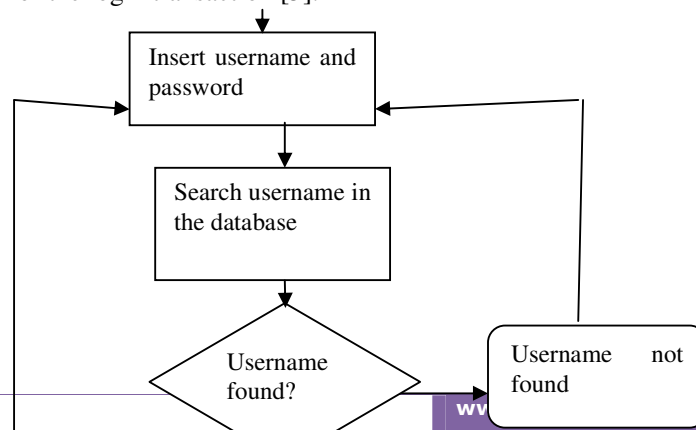 Insert username and
password
Search username in
the database
Username
found?
Username not
found